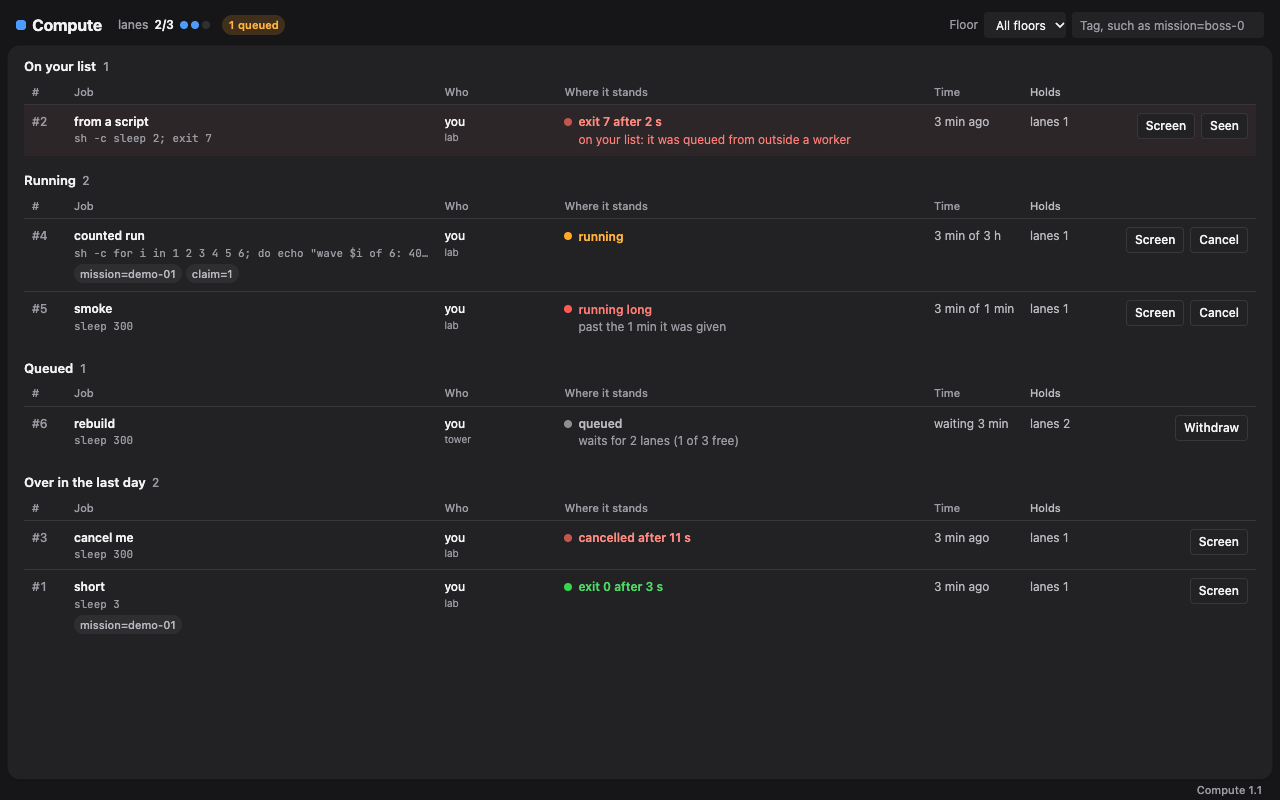 Compute lanes 2/3 1 queued Floor All floors Tag, such as mission=boss-0
On your list 1
# Job Who Where it stands Time Holds
#2 from a script you exit 7 after 2 s 3 min ago lanes 1 Screen Seen
sh -c sleep 2; exit 7 lab on your list: it was queued from outside a worker
Running 2
# Job Who Where it stands Time Holds
#4 counted run you running 3 min of 3 h lanes 1 Screen Cancel
sh -c for i in 1 2 3 4 5 6; do echo "wave $i of 6: 40… lab
mission=demo-01 claim=1
#5 smoke you running long 3 min of 1 min lanes 1 Screen Cancel
sleep 300 lab past the 1 min it was given
Queued 1
# Job Who Where it stands Time Holds
#6 rebuild you queued waiting 3 min lanes 2 Withdraw
sleep 300 tower waits for 2 lanes (1 of 3 free)
Over in the last day 2
# Job Who Where it stands Time Holds
#3 cancel me you cancelled after 11 s 3 min ago lanes 1 Screen
sleep 300 lab
#1 short you exit 0 after 3 s 3 min ago lanes 1 Screen
sleep 3 lab
mission=demo-01
Compute 1.1